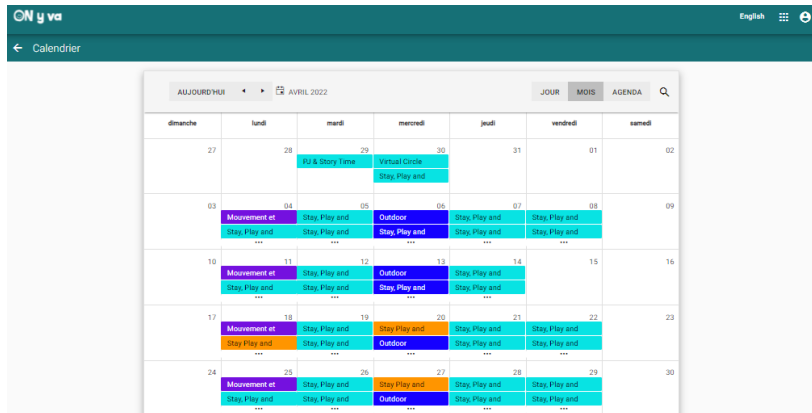 ON y va
English
Calendrier
AUJOURD'HUI AVRIL 2022 JOUR MOIS AGENDA
dimanche lundi mardi mercredi jeudi vendredi samedi
27 28 29 30 31 01 02
PJ & Story Time Virtual Circle
Stay, Play and
03 04 05 06 07 08 09
Mouvement et Stay, Play and Outdoor Stay, Play and Stay, Play and
Stay, Play and Stay, Play and Stay, Play and Stay, Play and Stay, Play and
... ... ... ... ...
10 11 12 13 14 15 16
Mouvement et Stay, Play and Outdoor Stay, Play and
Stay, Play and Stay, Play and Stay, Play and Stay, Play and
... ... ... ...
17 18 19 20 21 22 23
Mouvement et Stay, Play and Stay Play and Stay, Play and Stay, Play and
Stay Play and Stay, Play and Outdoor Stay, Play and Stay, Play and
... ... ... ... ...
24 25 26 27 28 29 30
Mouvement et Stay, Play and Stay Play and Stay, Play and Stay, Play and
Stay, Play and Stay, Play and Outdoor Stay, Play and Stay, Play and